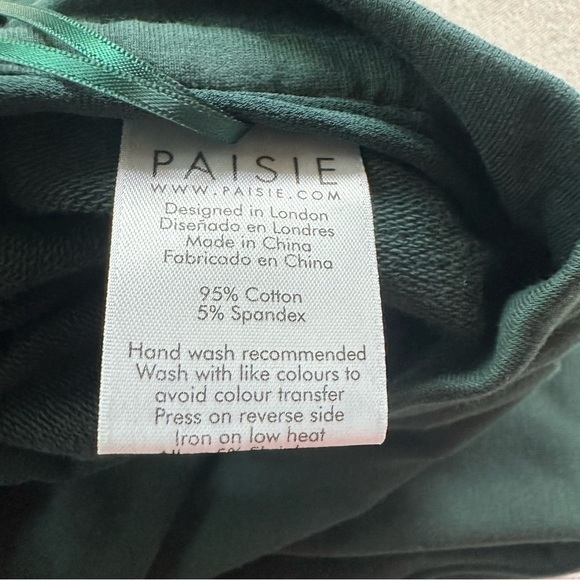 PAISIE
WWW.PAISIE.COM
Designed in London
Diseñado en Londres
Made in China
Fabricado en China
95% Cotton
5% Spandex
Hand wash recommended
Wash with like colours to
avoid colour transfer
Press on reverse side
Iron on low heat